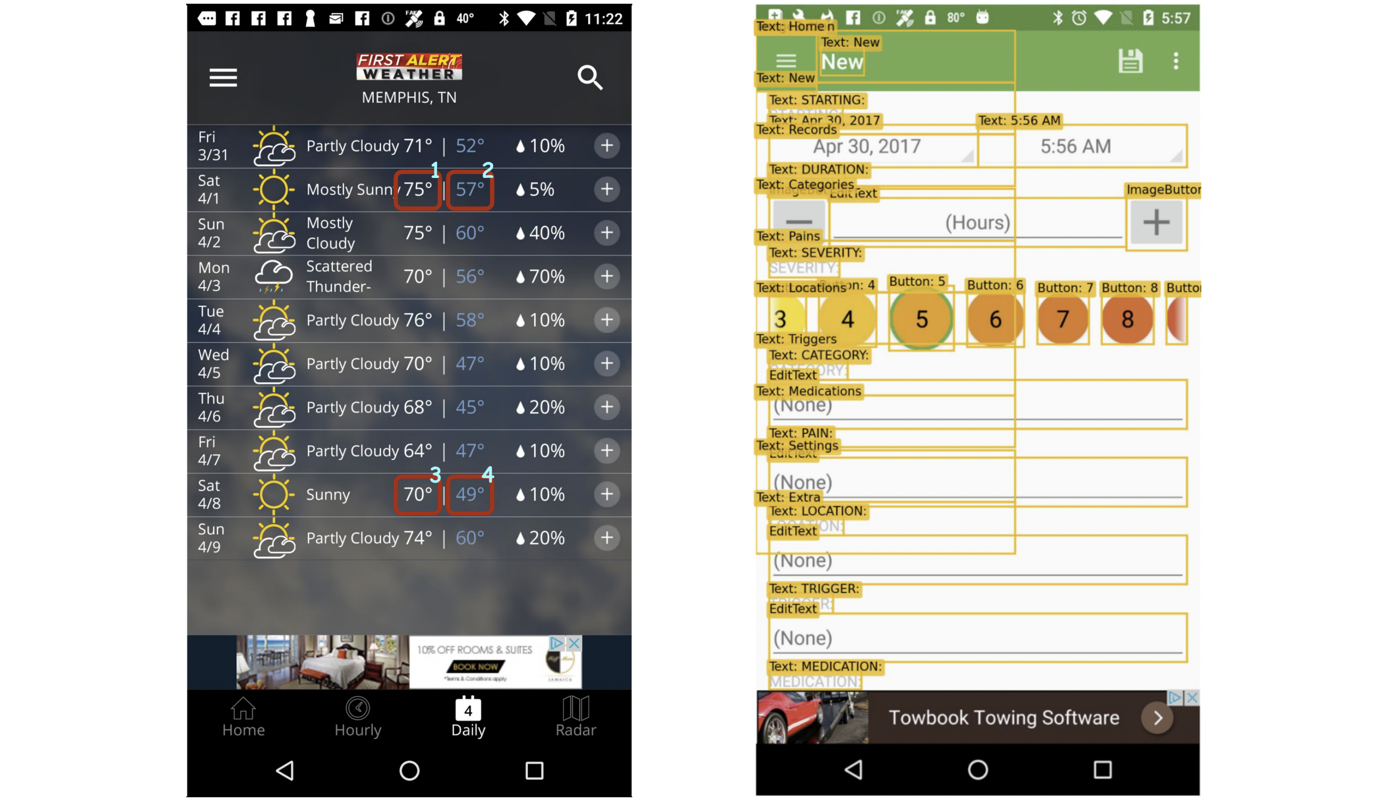 40° 11:22
FIRST ALERT
WEATHER
MEMPHIS, TN
Fri
3/31
Partly Cloudy 71° | 52° 10% +
1 2
Sat
4/1
Mostly Sunny 75° | 57° 5% +
Sun
4/2
Mostly
Cloudy
75° | 60° 40% +
Mon
4/3
Scattered
Thunder-
70° | 56° 70% +
Tue
4/4
Partly Cloudy 76° | 58° 10% +
Wed
4/5
Partly Cloudy 70° | 47° 10% +
Thu
4/6
Partly Cloudy 68° | 45° 20% +
Fri
4/7
Partly Cloudy 64° | 47° 10% +
3 4
Sat
4/8
Sunny 70° | 49° 10% +
Sun
4/9
Partly Cloudy 74° | 60° 20% +
10% OFF ROOMS & SUITES
BOOK NOW
*Terms & Conditions apply
JAMAICA
4
Home Hourly Daily Radar
80° 5:57
Text: Home n
Text: New
New
Text: New
Text: STARTING:
Text: Apr 30, 2017 Text: 5:56 AM
Text: Records
Apr 30, 2017 5:56 AM
Text: DURATION:
Text: Categories
EditText ImageButton
(Hours)
Text: Pains
Text: SEVERITY:
SEVERITY:
Text: Locations on: 4 Button: 5 Button: 6 Button: 7 Button: 8 Button
3 4 5 6 7 8
Text: Triggers
Text: CATEGORY:
EditText
Text: Medications
(None)
Text: PAIN:
Text: Settings
EditText
(None)
Text: Extra
Text: LOCATION:
LOCATION:
EditText
(None)
Text: TRIGGER:
EditText
(None)
Text: MEDICATION:
MEDICATION:
Towbook Towing Software